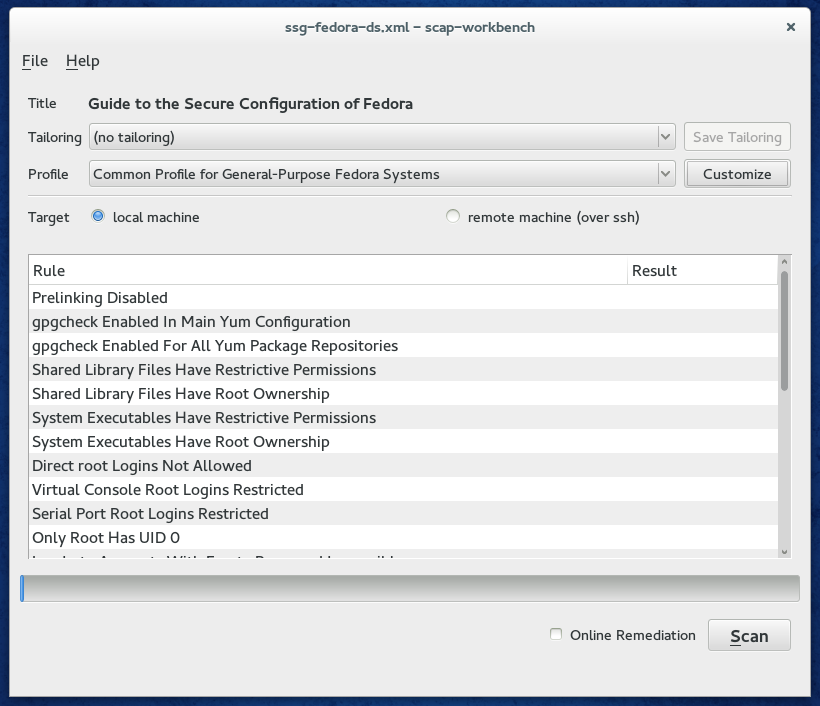 ssg-fedora-ds.xml - scap-workbench
File Help
Title Guide to the Secure Configuration of Fedora
Tailoring (no tailoring) Save Tailoring
Profile Common Profile for General-Purpose Fedora Systems Customize
Target local machine remote machine (over ssh)
Rule Result
Prelinking Disabled
gpgcheck Enabled In Main Yum Configuration
gpgcheck Enabled For All Yum Package Repositories
Shared Library Files Have Restrictive Permissions
Shared Library Files Have Root Ownership
System Executables Have Restrictive Permissions
System Executables Have Root Ownership
Direct root Logins Not Allowed
Virtual Console Root Logins Restricted
Serial Port Root Logins Restricted
Only Root Has UID 0
Online Remediation Scan